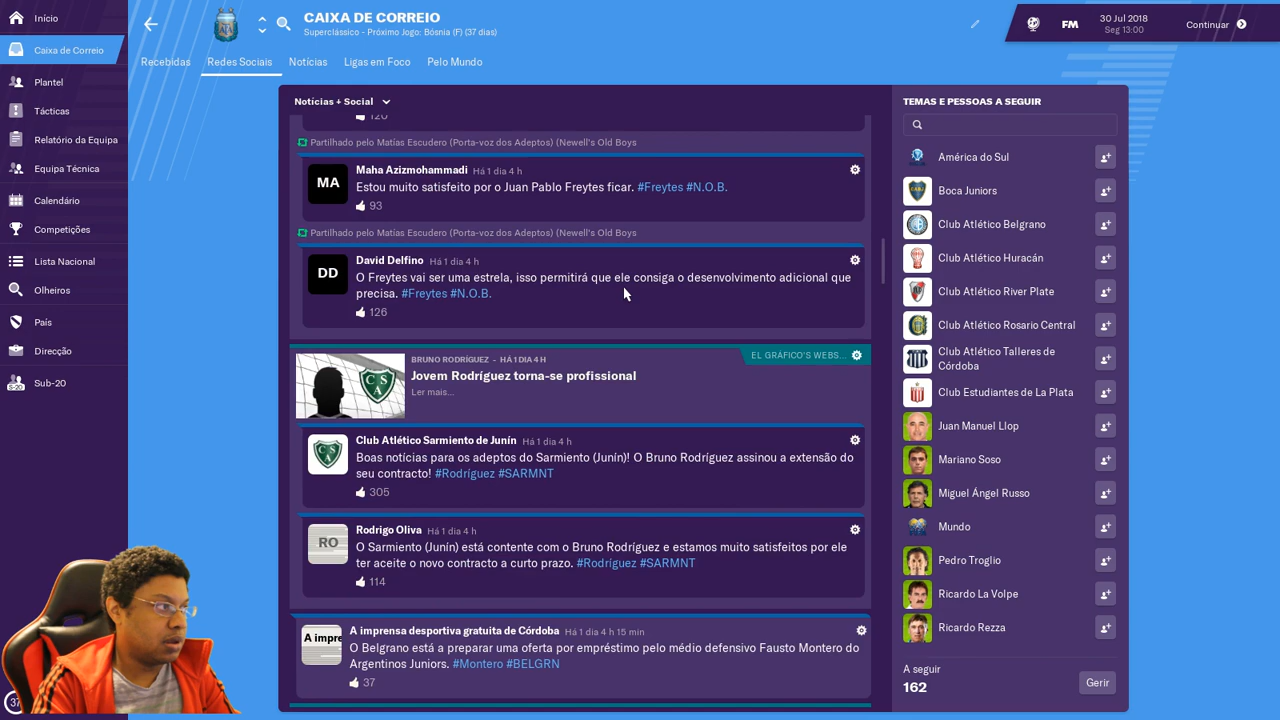 Início
Caixa de Correio
Plantel
Tácticas
Relatório da Equipa
Equipa Técnica
Calendário
Competições
Lista Nacional
Olheiros
País
Direcção
Sub-20
CAIXA DE CORREIO
Superclássico - Próximo Jogo: Bósnia (F) (37 dias)
FM
30 Jul 2018
Seg 13:00
Continuar
Recebidas
Redes Sociais
Notícias
Ligas em Foco
Pelo Mundo
Notícias + Social
Partilhado pelo Matías Escudero (Porta-voz dos Adeptos) (Newell's Old Boys
MA
Maha Azizmohammadi Há 1 dia 4 h
Estou muito satisfeito por o Juan Pablo Freytes ficar. #Freytes #N.O.B.
93
Partilhado pelo Matías Escudero (Porta-voz dos Adeptos) (Newell's Old Boys
DD
David Delfino Há 1 dia 4 h
O Freytes vai ser uma estrela, isso permitirá que ele consiga o desenvolvimento adicional que
precisa. #Freytes #N.O.B.
126
BRUNO RODRÍGUEZ - HÁ 1 DIA 4 H
EL GRÁFICO'S WEBS...
Jovem Rodríguez torna-se profissional
Ler mais...
CSA
Club Atlético Sarmiento de Junín Há 1 dia 4 h
Boas notícias para os adeptos do Sarmiento (Junín)! O Bruno Rodríguez assinou a extensão do
seu contracto! #Rodríguez #SARMNT
305
RO
Rodrigo Oliva Há 1 dia 4 h
O Sarmiento (Junín) está contente com o Bruno Rodríguez e estamos muito satisfeitos por ele
ter aceite o novo contracto a curto prazo. #Rodríguez #SARMNT
114
A impre
A imprensa desportiva gratuita de Córdoba Há 1 dia 4 h 15 min
O Belgrano está a preparar uma oferta por empréstimo pelo médio defensivo Fausto Montero do
Argentinos Juniors. #Montero #BELGRN
37
TEMAS E PESSOAS A SEGUIR
América do Sul
Boca Juniors
Club Atlético Belgrano
Club Atlético Huracán
Club Atlético River Plate
Club Atlético Rosario Central
Club Atlético Talleres de
Córdoba
Club Estudiantes de La Plata
Juan Manuel Llop
Mariano Soso
Miguel Ángel Russo
Mundo
Pedro Troglio
Ricardo La Volpe
Ricardo Rezza
A seguir
162
Gerir